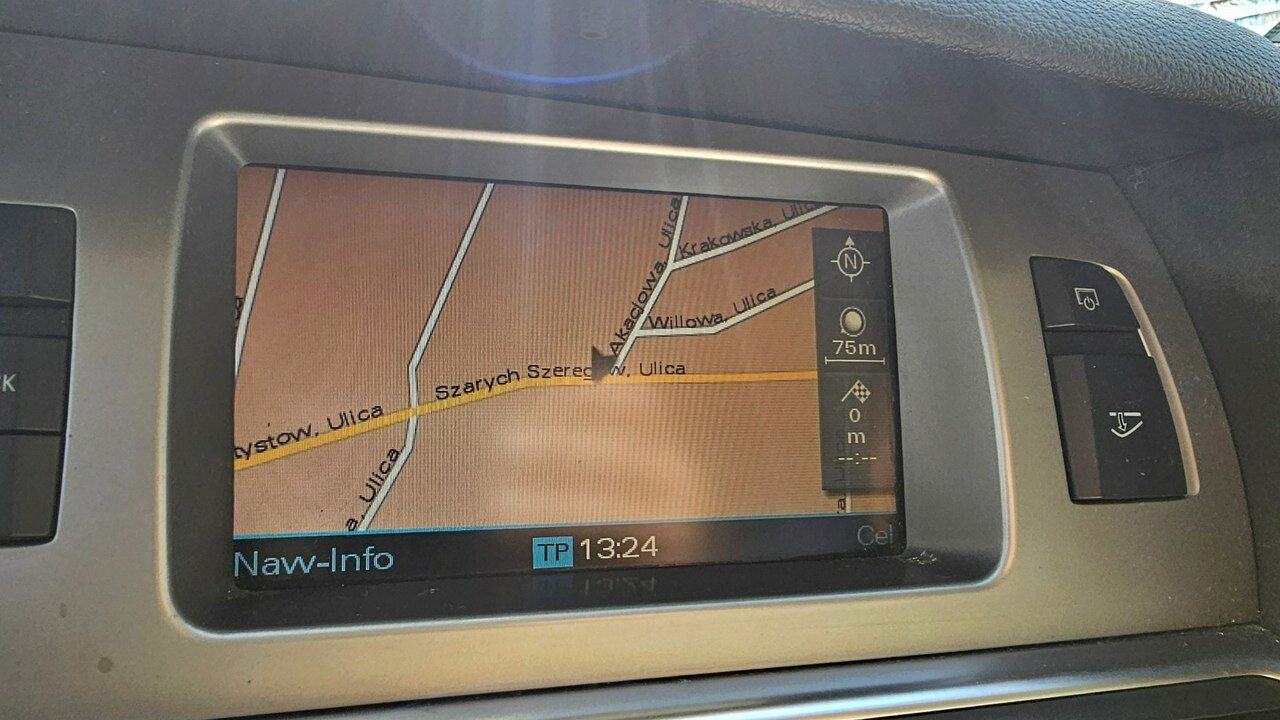 Krakowska, Ulica
Akacjowa, Ulica
N
Willowa, Ulica
75m
Szarych Szeregów, Ulica
K
0
m
--:--
tystow, Ulica
a, Ulica
Naw-Info
TP 13:24
Cel